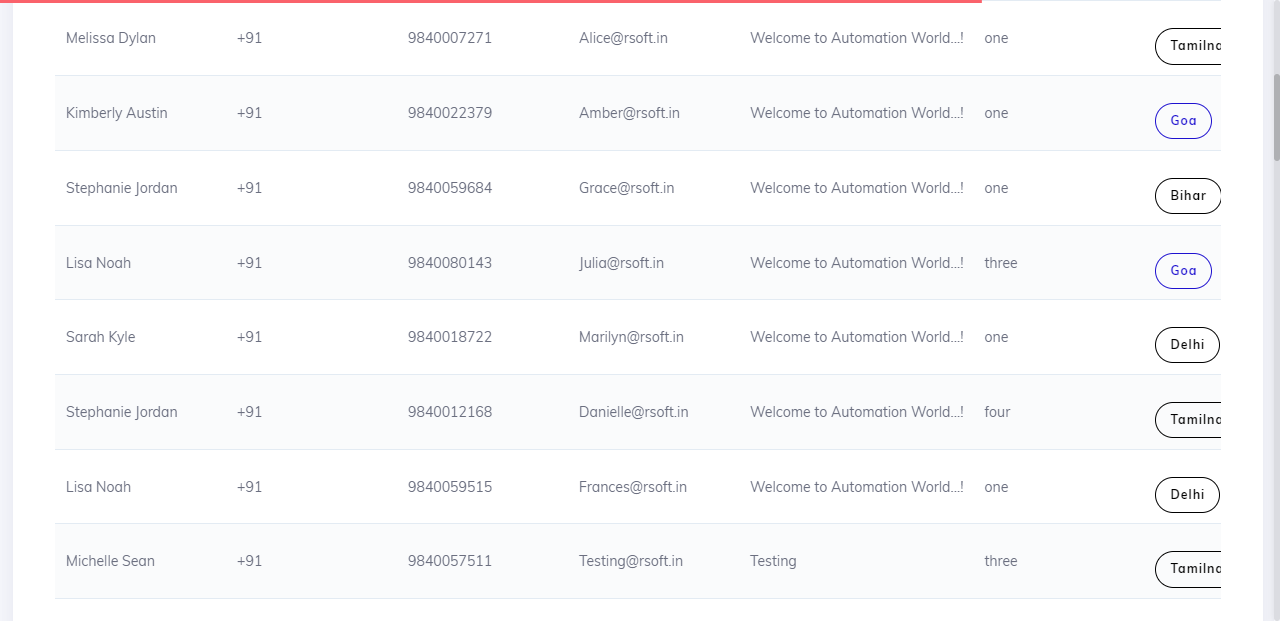 Melissa Dylan +91 9840007271 Alice@rsoft.in Welcome to Automation World...! one
Kimberly Austin +91 9840022379 Amber@rsoft.in Welcome to Automation World...! one Goa
Stephanie Jordan +91 9840059684 Grace@rsoft.in Welcome to Automation World...! one Bihar
Lisa Noah +91 9840080143 Julia@rsoft.in Welcome to Automation World...! three Goa
Sarah Kyle +91 9840018722 Marilyn@rsoft.in Welcome to Automation World...! one Delhi
Stephanie Jordan +91 9840012168 Danielle@rsoft.in Welcome to Automation World...! four
Lisa Noah +91 9840059515 Frances@rsoft.in Welcome to Automation World...! one Delhi
Michelle Sean +91 9840057511 Testing@rsoft.in Testing three